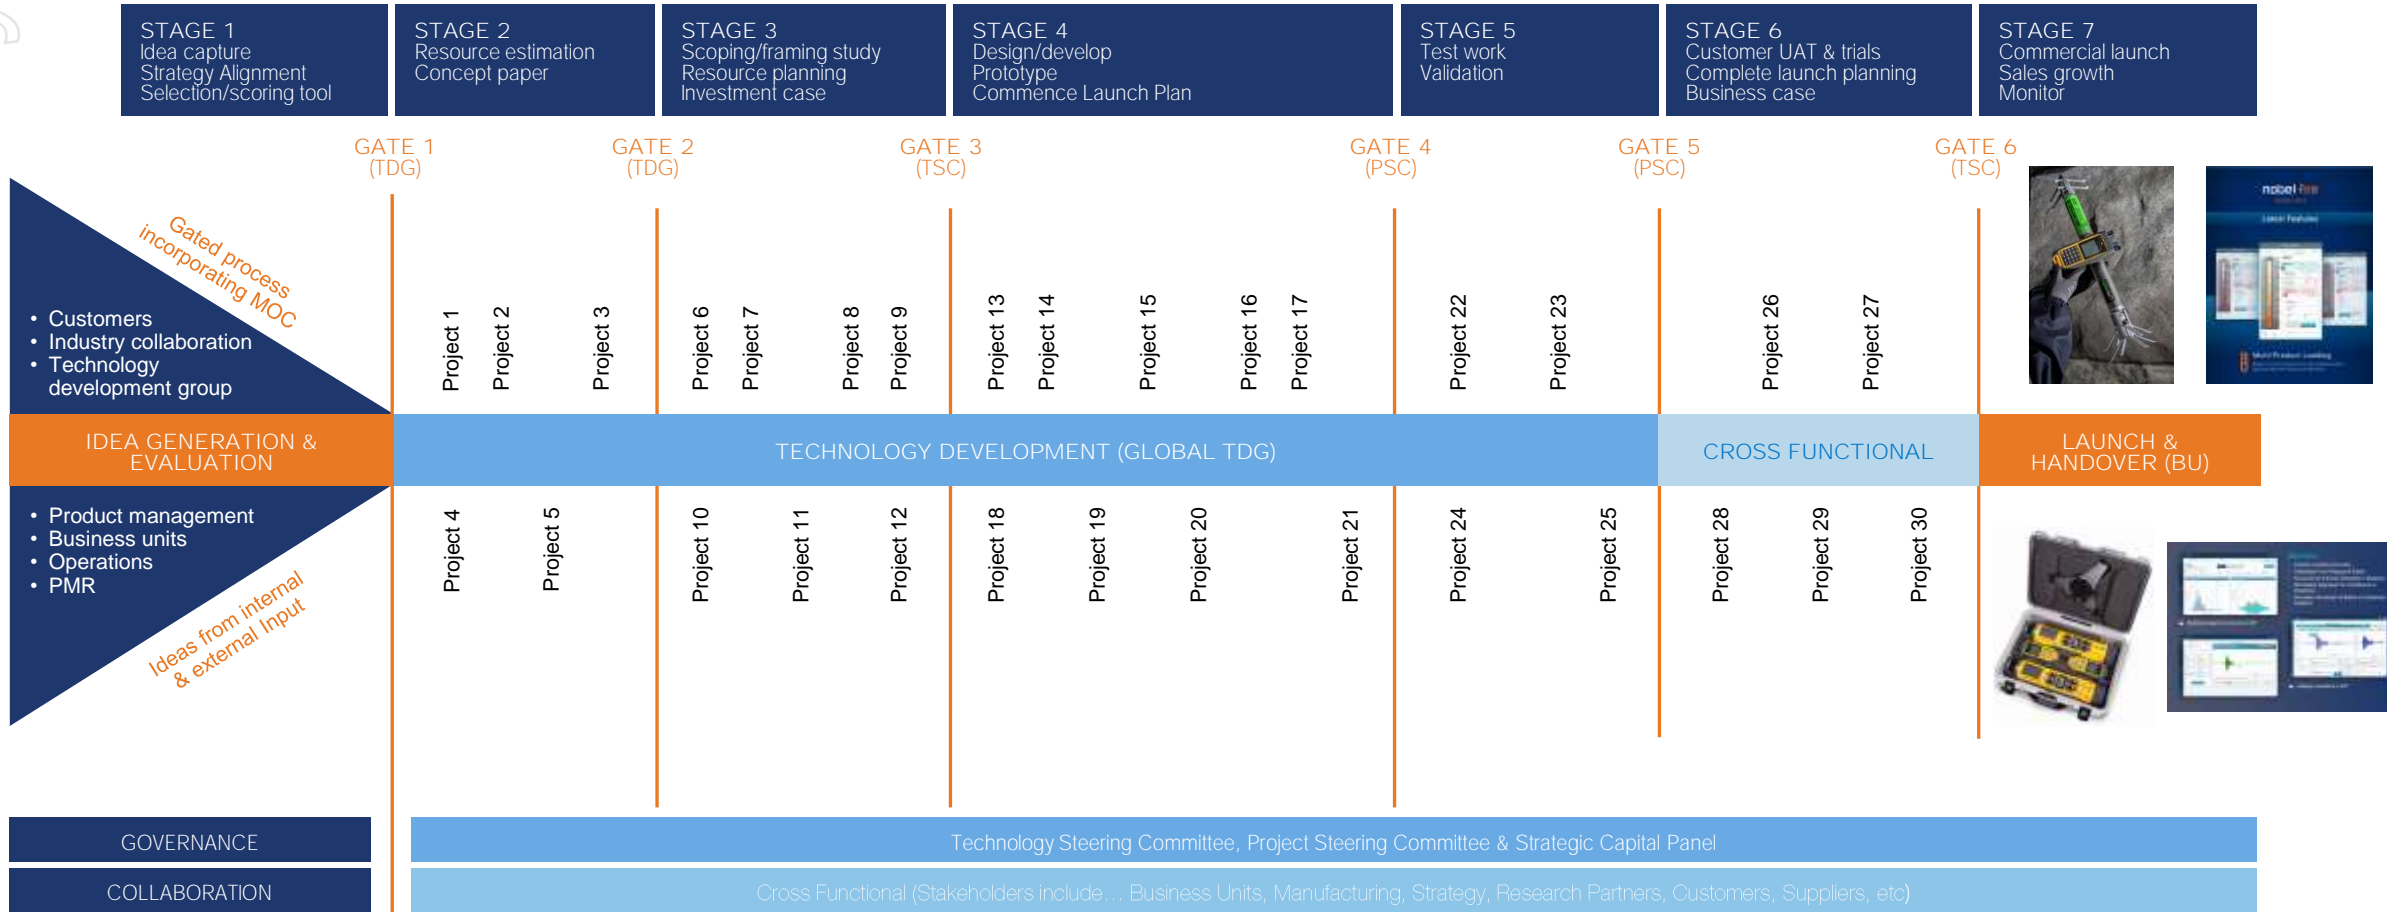 STAGE 1
Idea capture
Strategy Alignment
Selection/scoring tool
STAGE 2
Resource estimation
Concept paper
STAGE 3
Scoping/framing study
Resource planning
Investment case
STAGE 4
Design/develop
Prototype
Commence Launch Plan
STAGE 5
Test work
Validation
STAGE 6
Customer UAT & trials
Complete launch planning
Business case
STAGE 7
Commercial launch
Sales growth
Monitor
GATE 1
(TDG)
GATE 2
(TDG)
GATE 3
(TSC)
GATE 4
(PSC)
GATE 5
(PSC)
GATE 6
(TSC)
Gated process
incorporating MOC
• Customers
• Industry collaboration
• Technology
development group
Project 1
Project 2
Project 3
Project 6
Project 7
Project 8
Project 9
Project 13
Project 14
Project 15
Project 16
Project 17
Project 22
Project 23
Project 26
Project 27
nobel fire
Latest Features
Multi Product Loading
IDEA GENERATION &
EVALUATION
TECHNOLOGY DEVELOPMENT (GLOBAL TDG)
CROSS FUNCTIONAL
LAUNCH &
HANDOVER (BU)
• Product management
• Business units
• Operations
• PMR
Ideas from internal
& external Input
Project 4
Project 5
Project 10
Project 11
Project 12
Project 18
Project 19
Project 20
Project 21
Project 24
Project 25
Project 28
Project 29
Project 30
GOVERNANCE
Technology Steering Committee, Project Steering Committee & Strategic Capital Panel
COLLABORATION
Cross Functional (Stakeholders include... Business Units, Manufacturing, Strategy, Research Partners, Customers, Suppliers, etc)